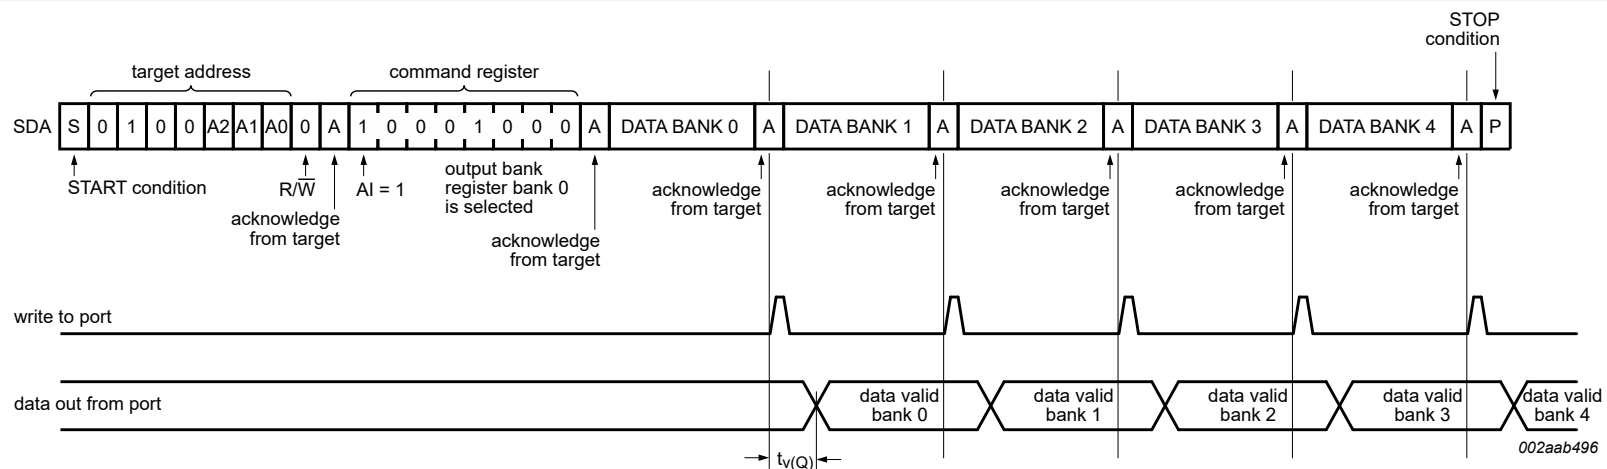 STOP
condition
target address
command register
SDA S 0 1 0 0 A2 A1 A0 0 A 1 0 0 0 1 0 0 0 A DATA BANK 0 A DATA BANK 1 A DATA BANK 2 A DATA BANK 3 A DATA BANK 4 A P
START condition
R/W̅
acknowledge
from target
AI = 1
output bank
register bank 0
is selected
acknowledge
from target
acknowledge
from target
acknowledge
from target
acknowledge
from target
acknowledge
from target
acknowledge
from target
write to port
data out from port
data valid
bank 0
data valid
bank 1
data valid
bank 2
data valid
bank 3
data valid
bank 4
tv(Q)
002aab496